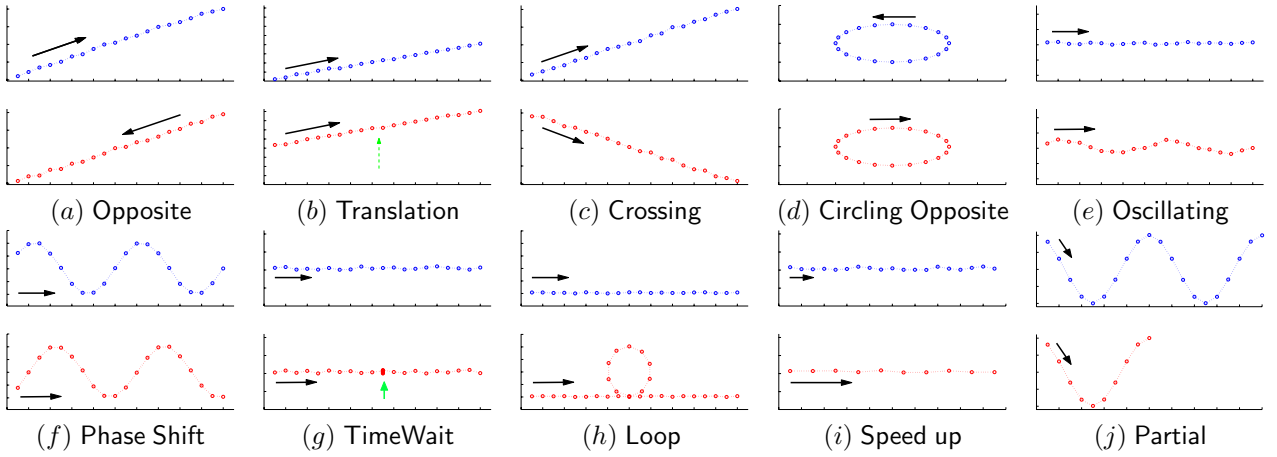 (a) Opposite
(b) Translation
(c) Crossing
(d) Circling Opposite
(e) Oscillating
(f) Phase Shift
(g) TimeWait
(h) Loop
(i) Speed up
(j) Partial